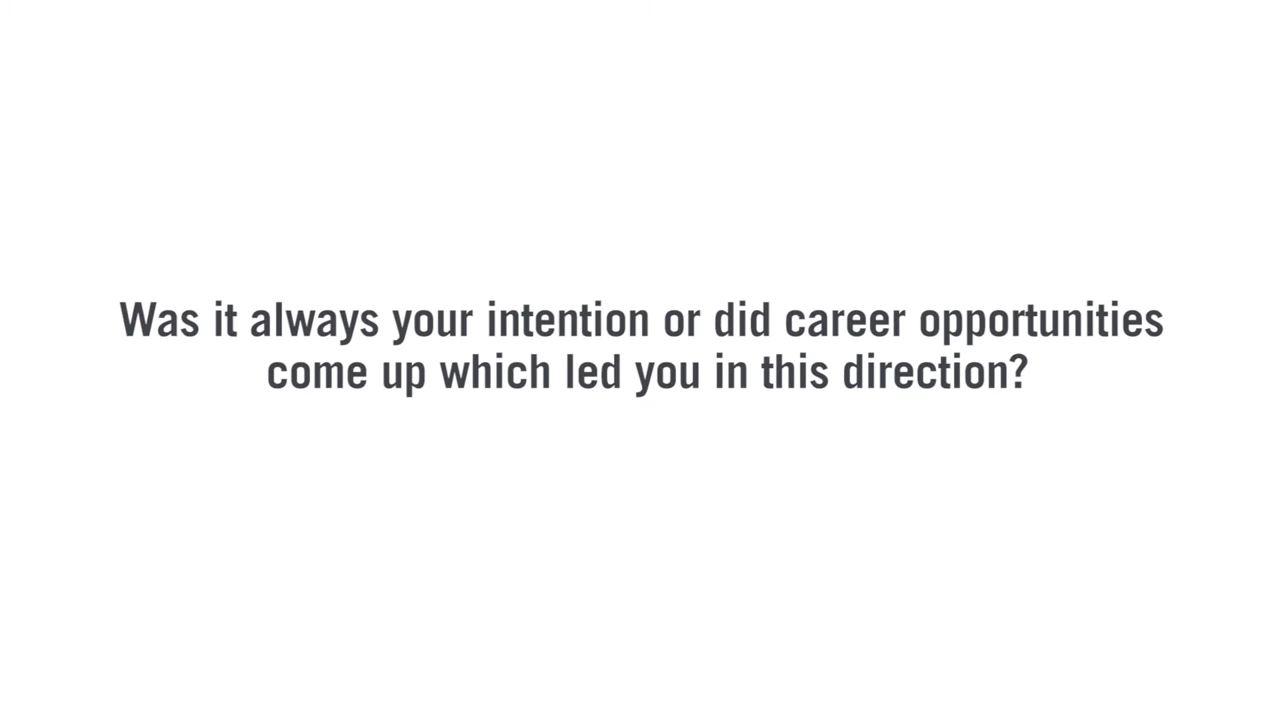 Was it always your intention or did career opportunities
come up which led you in this direction?